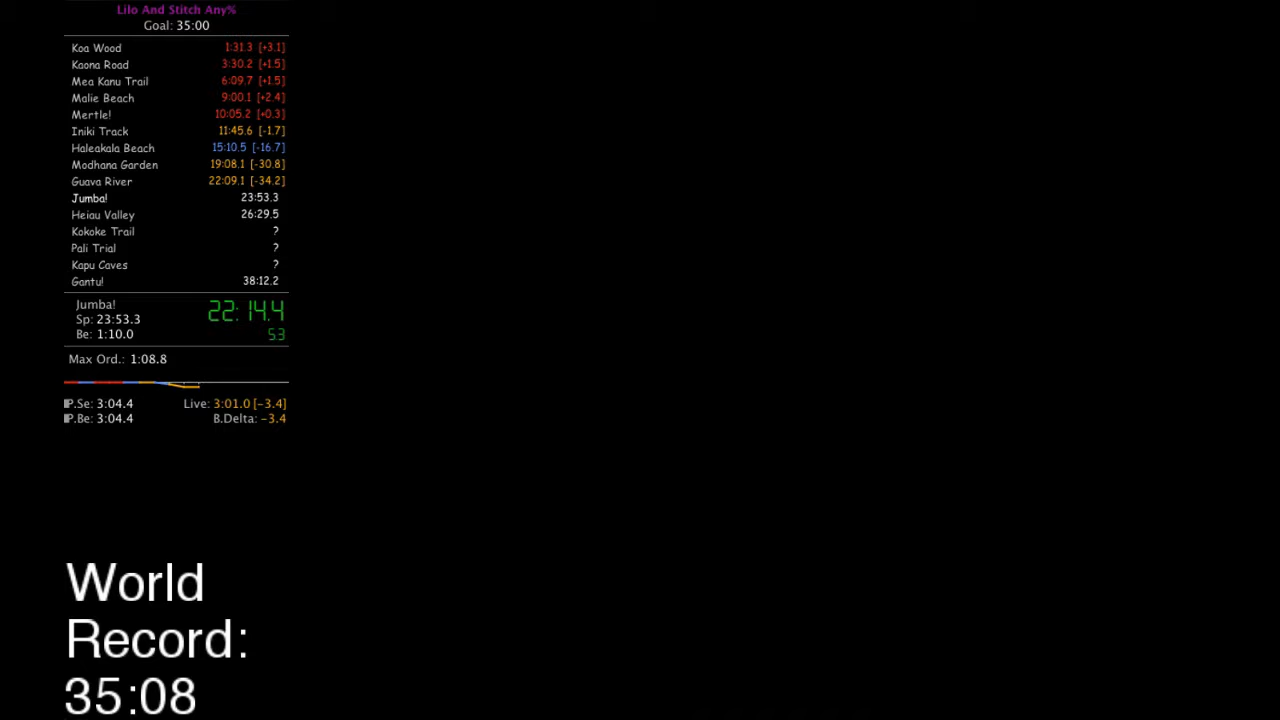 Lilo And Stitch Any%
Goal: 35:00
Koa Wood 1:31.3 [+3.1]
Kaona Road 3:30.2 [+1.5]
Mea Kanu Trail 6:09.7 [+1.5]
Malie Beach 9:00.1 [+2.4]
Mertle! 10:05.2 [+0.3]
Iniki Track 11:45.6 [-1.7]
Haleakala Beach 15:10.5 [-16.7]
Modhana Garden 19:08.1 [-30.8]
Guava River 22:09.1 [-34.2]
Jumba! 23:53.3
Heiau Valley 26:29.5
Kokoke Trail ?
Pali Trial ?
Kapu Caves ?
Gantu! 38:12.2
Jumba! 22:14.4
Sp: 23:53.3
Be: 1:10.0 5.3
Max Ord.: 1:08.8
P.Se: 3:04.4 Live: 3:01.0 [-3.4]
P.Be: 3:04.4 B.Delta: -3.4
World
Record:
35:08